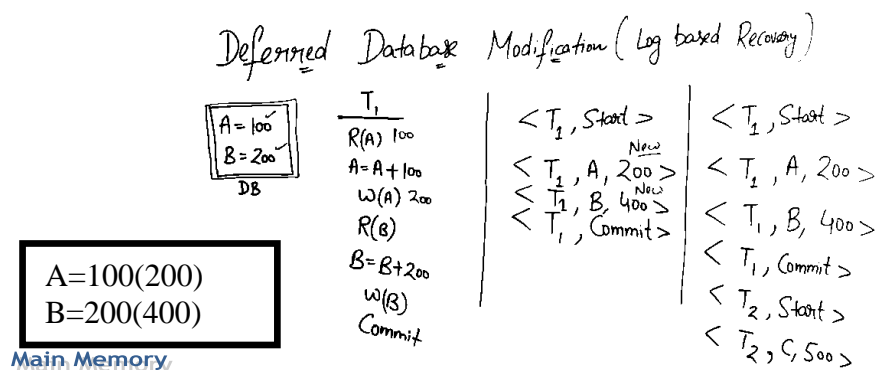 Deferred Database Modification (Log based Recovery)
A = 100 ✓
B = 200 ✓
DB
T₁
R(A) 100
A = A + 100
W(A) 200
R(B)
B = B + 200
W(B)
Commit
< T₁ , Start >
New
< T₁ , A, 200 >
New
< T₁ , B, 400 >
< T₁ , Commit >
< T₁ , Start >
< T₁ , A, 200 >
< T₁ , B, 400 >
< T₁ , Commit >
< T₂ , Start >
< T₂ , C, 500 >
A=100(200)
B=200(400)
Main Memory